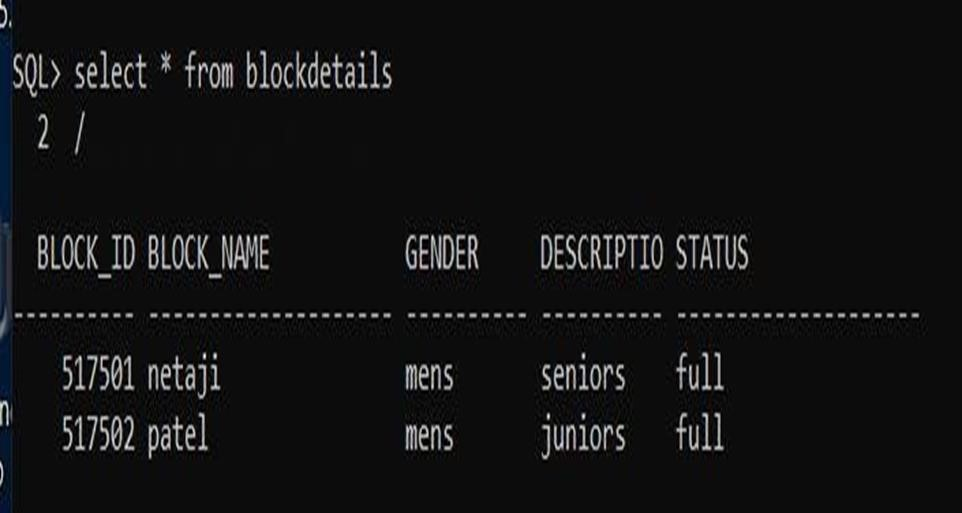 SQL> select * from blockdetails
2 /
BLOCK_ID BLOCK_NAME GENDER DESCRIPTIO STATUS
---------- -------------------- ---------- ---------- --------------------
517501 netaji mens seniors full
517502 patel mens juniors full